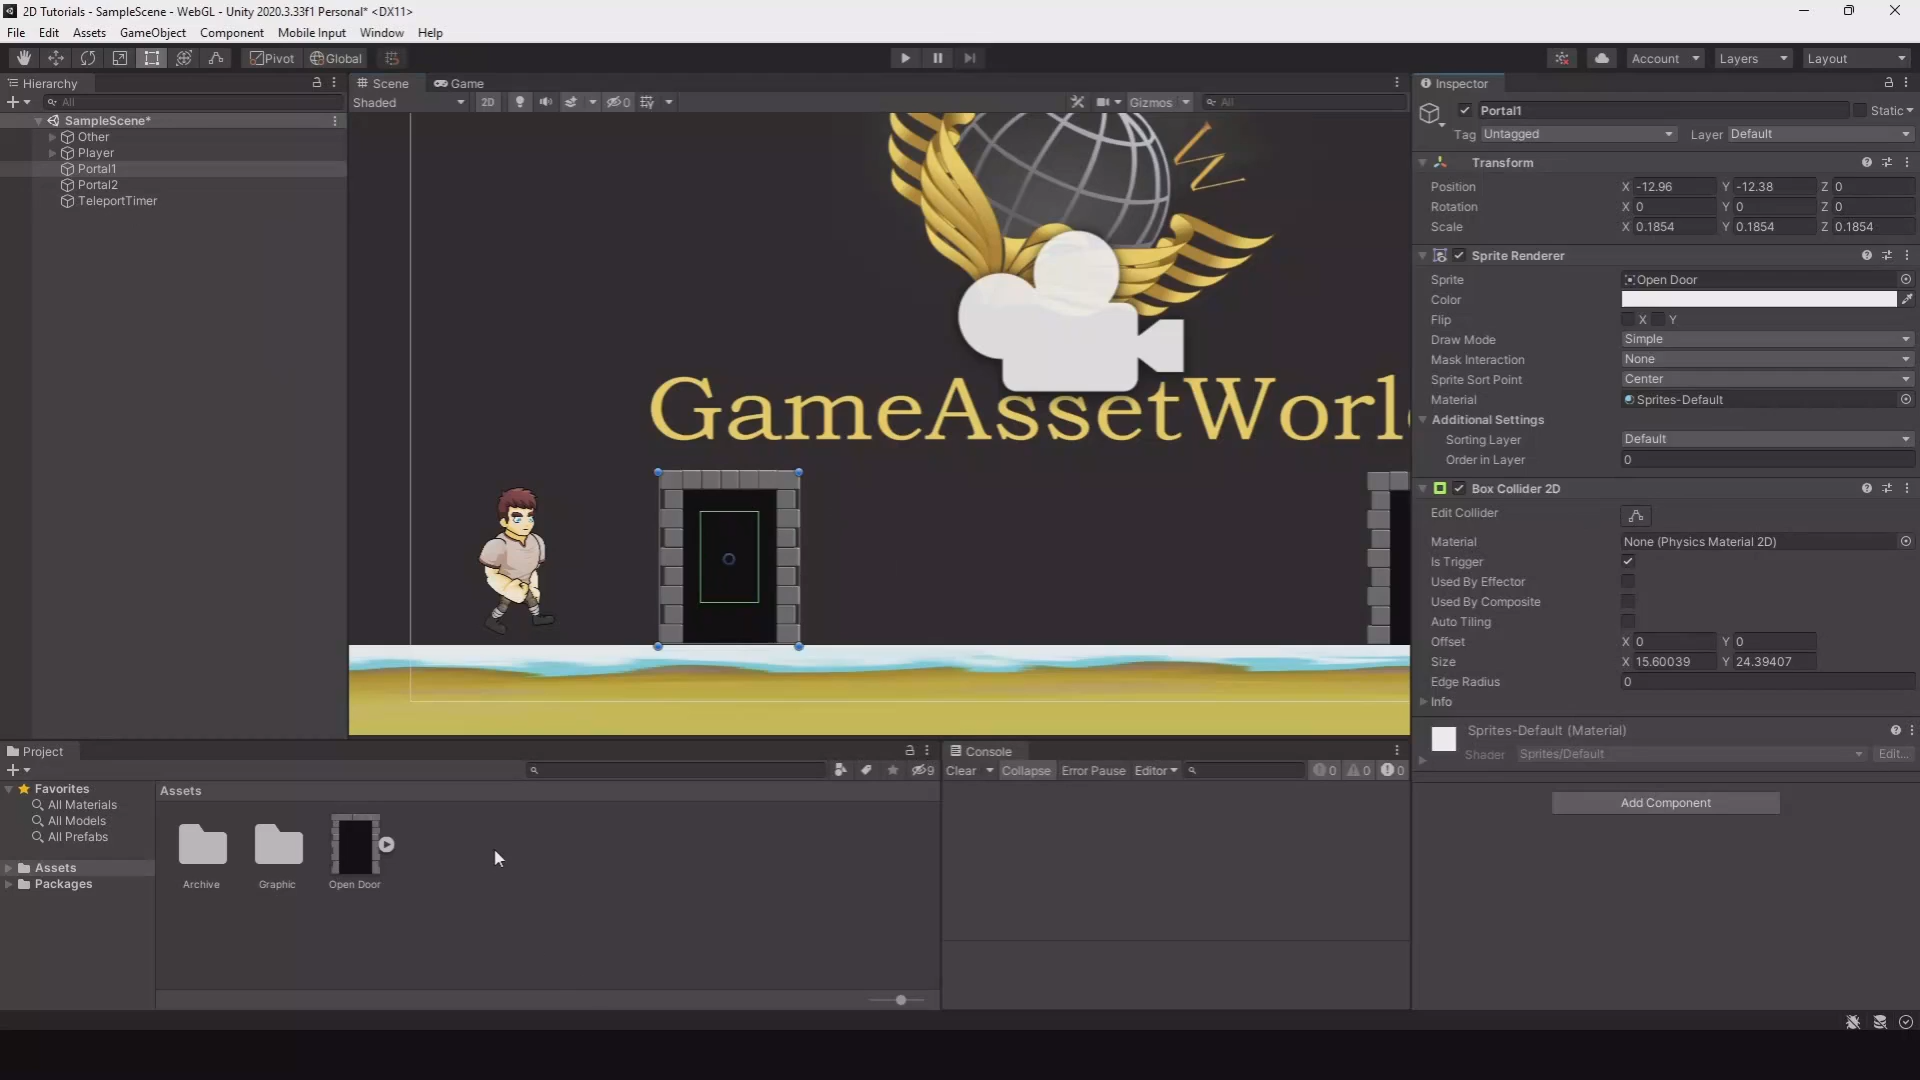 2D Tutorials - SampleScene - WebGL - Unity 2020.3.33f1 Personal* <DX11>
File Edit Assets GameObject Component Mobile Input Window Help
Pivot Global Account Layers Layout
Hierarchy
All
SampleScene*
Other
Player
Portal1
Portal2
TeleportTimer
Scene Game
Shaded 2D 0 Gizmos All
GameAssetWorl
Inspector
Portal1 Static
Tag Untagged Layer Default
Transform
Position X -12.96 Y -12.38 Z 0
Rotation X 0 Y 0 Z 0
Scale X 0.1854 Y 0.1854 Z 0.1854
Sprite Renderer
Sprite Open Door
Color
Flip X Y
Draw Mode Simple
Mask Interaction None
Sprite Sort Point Center
Material Sprites-Default
Additional Settings
Sorting Layer Default
Order in Layer 0
Box Collider 2D
Edit Collider
Material None (Physics Material 2D)
Is Trigger
Used By Effector
Used By Composite
Auto Tiling
Offset X 0 Y 0
Size X 15.60039 Y 24.39407
Edge Radius 0
Info
Sprites-Default (Material)
Shader Sprites/Default Edit...
Add Component
Project
9
Favorites
All Materials
All Models
All Prefabs
Assets
Packages
Assets
Archive Graphic Open Door
Console
Clear Collapse Error Pause Editor 0 0 0